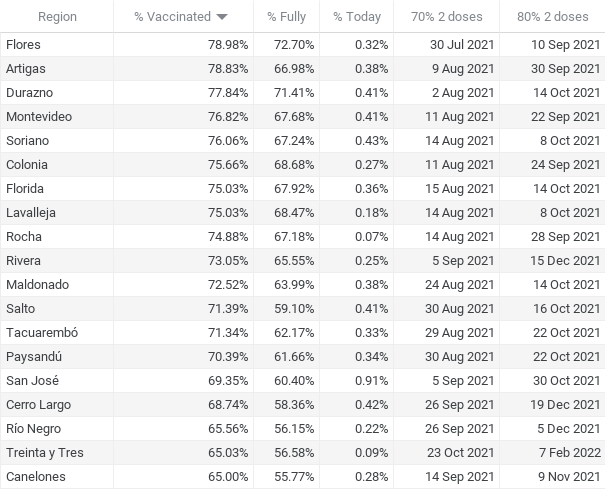 Region % Vaccinated % Fully % Today 70% 2 doses 80% 2 doses
Flores 78.98% 72.70% 0.32% 30 Jul 2021 10 Sep 2021
Artigas 78.83% 66.98% 0.38% 9 Aug 2021 30 Sep 2021
Durazno 77.84% 71.41% 0.41% 2 Aug 2021 14 Oct 2021
Montevideo 76.82% 67.68% 0.41% 11 Aug 2021 22 Sep 2021
Soriano 76.06% 67.24% 0.43% 14 Aug 2021 8 Oct 2021
Colonia 75.66% 68.68% 0.27% 11 Aug 2021 24 Sep 2021
Florida 75.03% 67.92% 0.36% 15 Aug 2021 14 Oct 2021
Lavalleja 75.03% 68.47% 0.18% 14 Aug 2021 8 Oct 2021
Rocha 74.88% 67.18% 0.07% 14 Aug 2021 28 Sep 2021
Rivera 73.05% 65.55% 0.25% 5 Sep 2021 15 Dec 2021
Maldonado 72.52% 63.99% 0.38% 24 Aug 2021 14 Oct 2021
Salto 71.39% 59.10% 0.41% 30 Aug 2021 16 Oct 2021
Tacuarembó 71.34% 62.17% 0.33% 29 Aug 2021 22 Oct 2021
Paysandú 70.39% 61.66% 0.34% 30 Aug 2021 22 Oct 2021
San José 69.35% 60.40% 0.91% 5 Sep 2021 30 Oct 2021
Cerro Largo 68.74% 58.36% 0.42% 26 Sep 2021 19 Dec 2021
Río Negro 65.56% 56.15% 0.22% 26 Sep 2021 5 Dec 2021
Treinta y Tres 65.03% 56.58% 0.09% 23 Oct 2021 7 Feb 2022
Canelones 65.00% 55.77% 0.28% 14 Sep 2021 9 Nov 2021